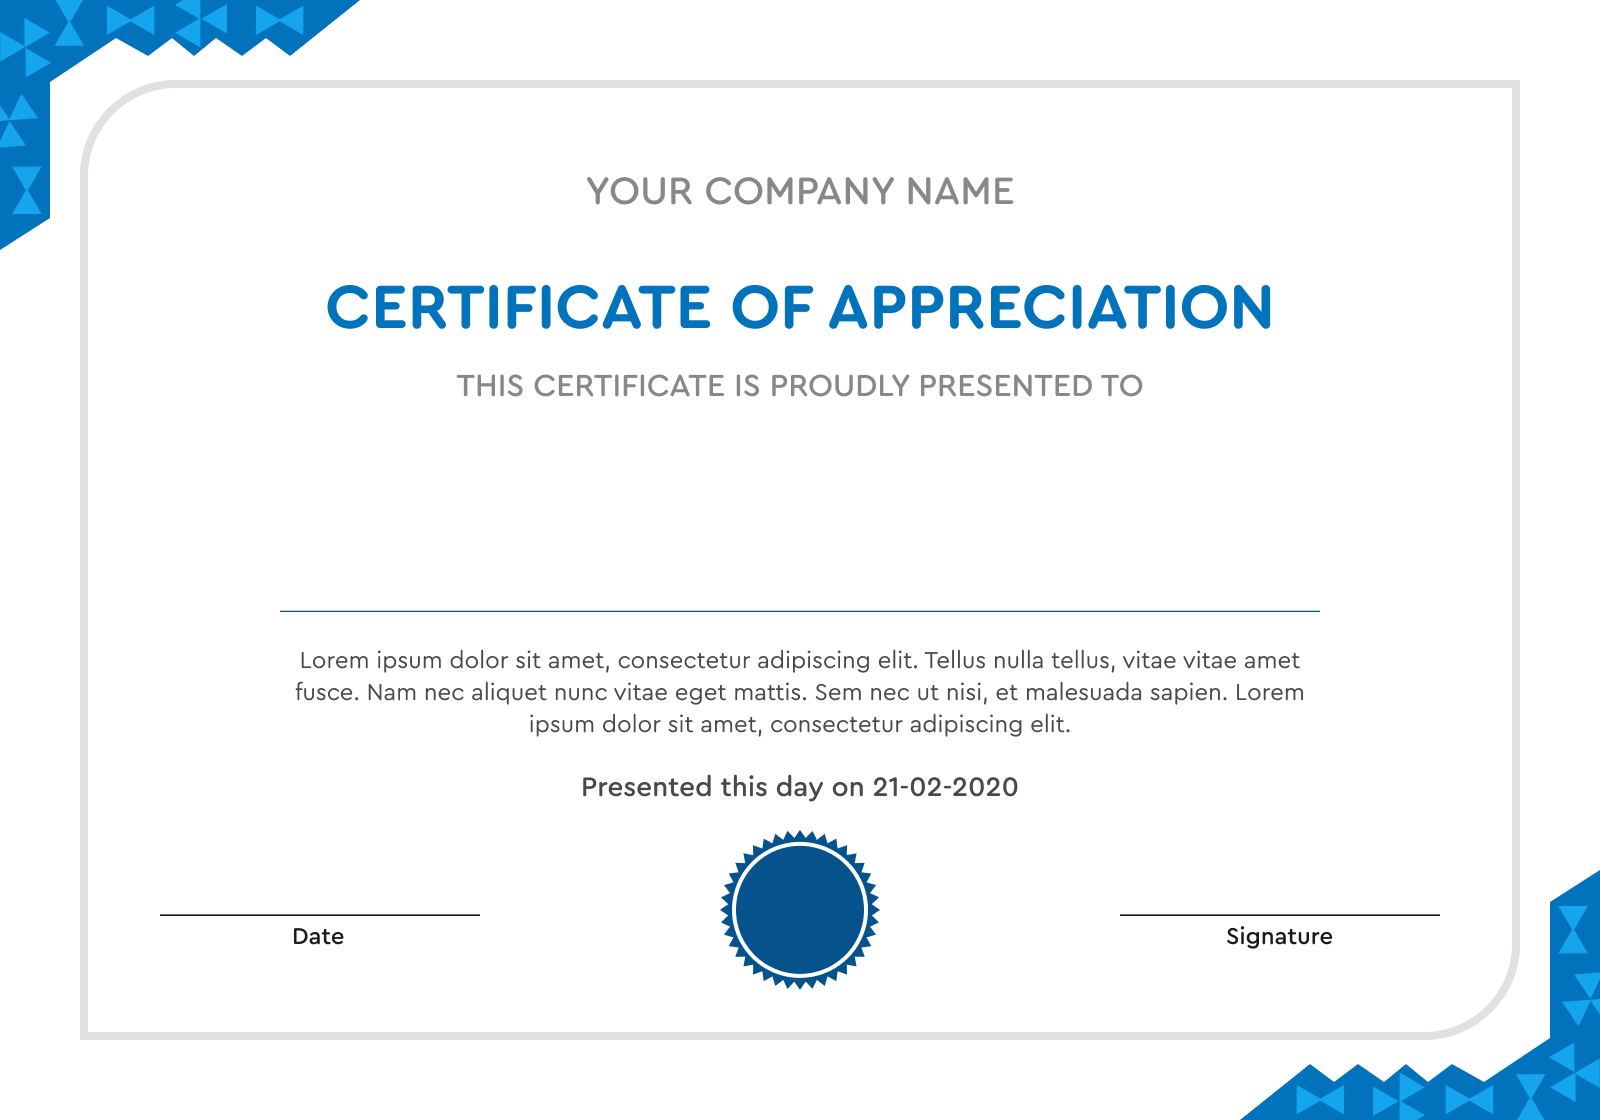 YOUR COMPANY NAME
CERTIFICATE OF APPRECIATION
THIS CERTIFICATE IS PROUDLY PRESENTED TO
Lorem ipsum dolor sit amet, consectetur adipiscing elit. Tellus nulla tellus, vitae vitae amet
fusce. Nam nec aliquet nunc vitae eget mattis. Sem nec ut nisi, et malesuada sapien. Lorem
ipsum dolor sit amet, consectetur adipiscing elit.
Presented this day on 21-02-2020
Date
Signature